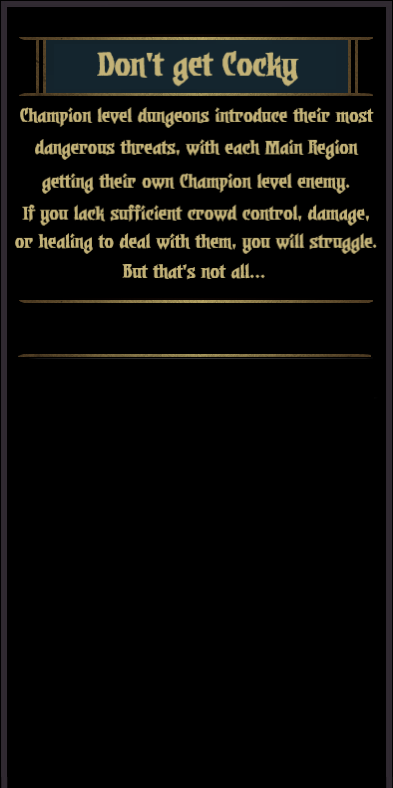 Don't get Cocky
Champion level dungeons introduce their most
dangerous threats, with each Main Region
getting their own Champion level enemy.
If you lack sufficient crowd control, damage,
or healing to deal with them, you will struggle.
But that's not all...